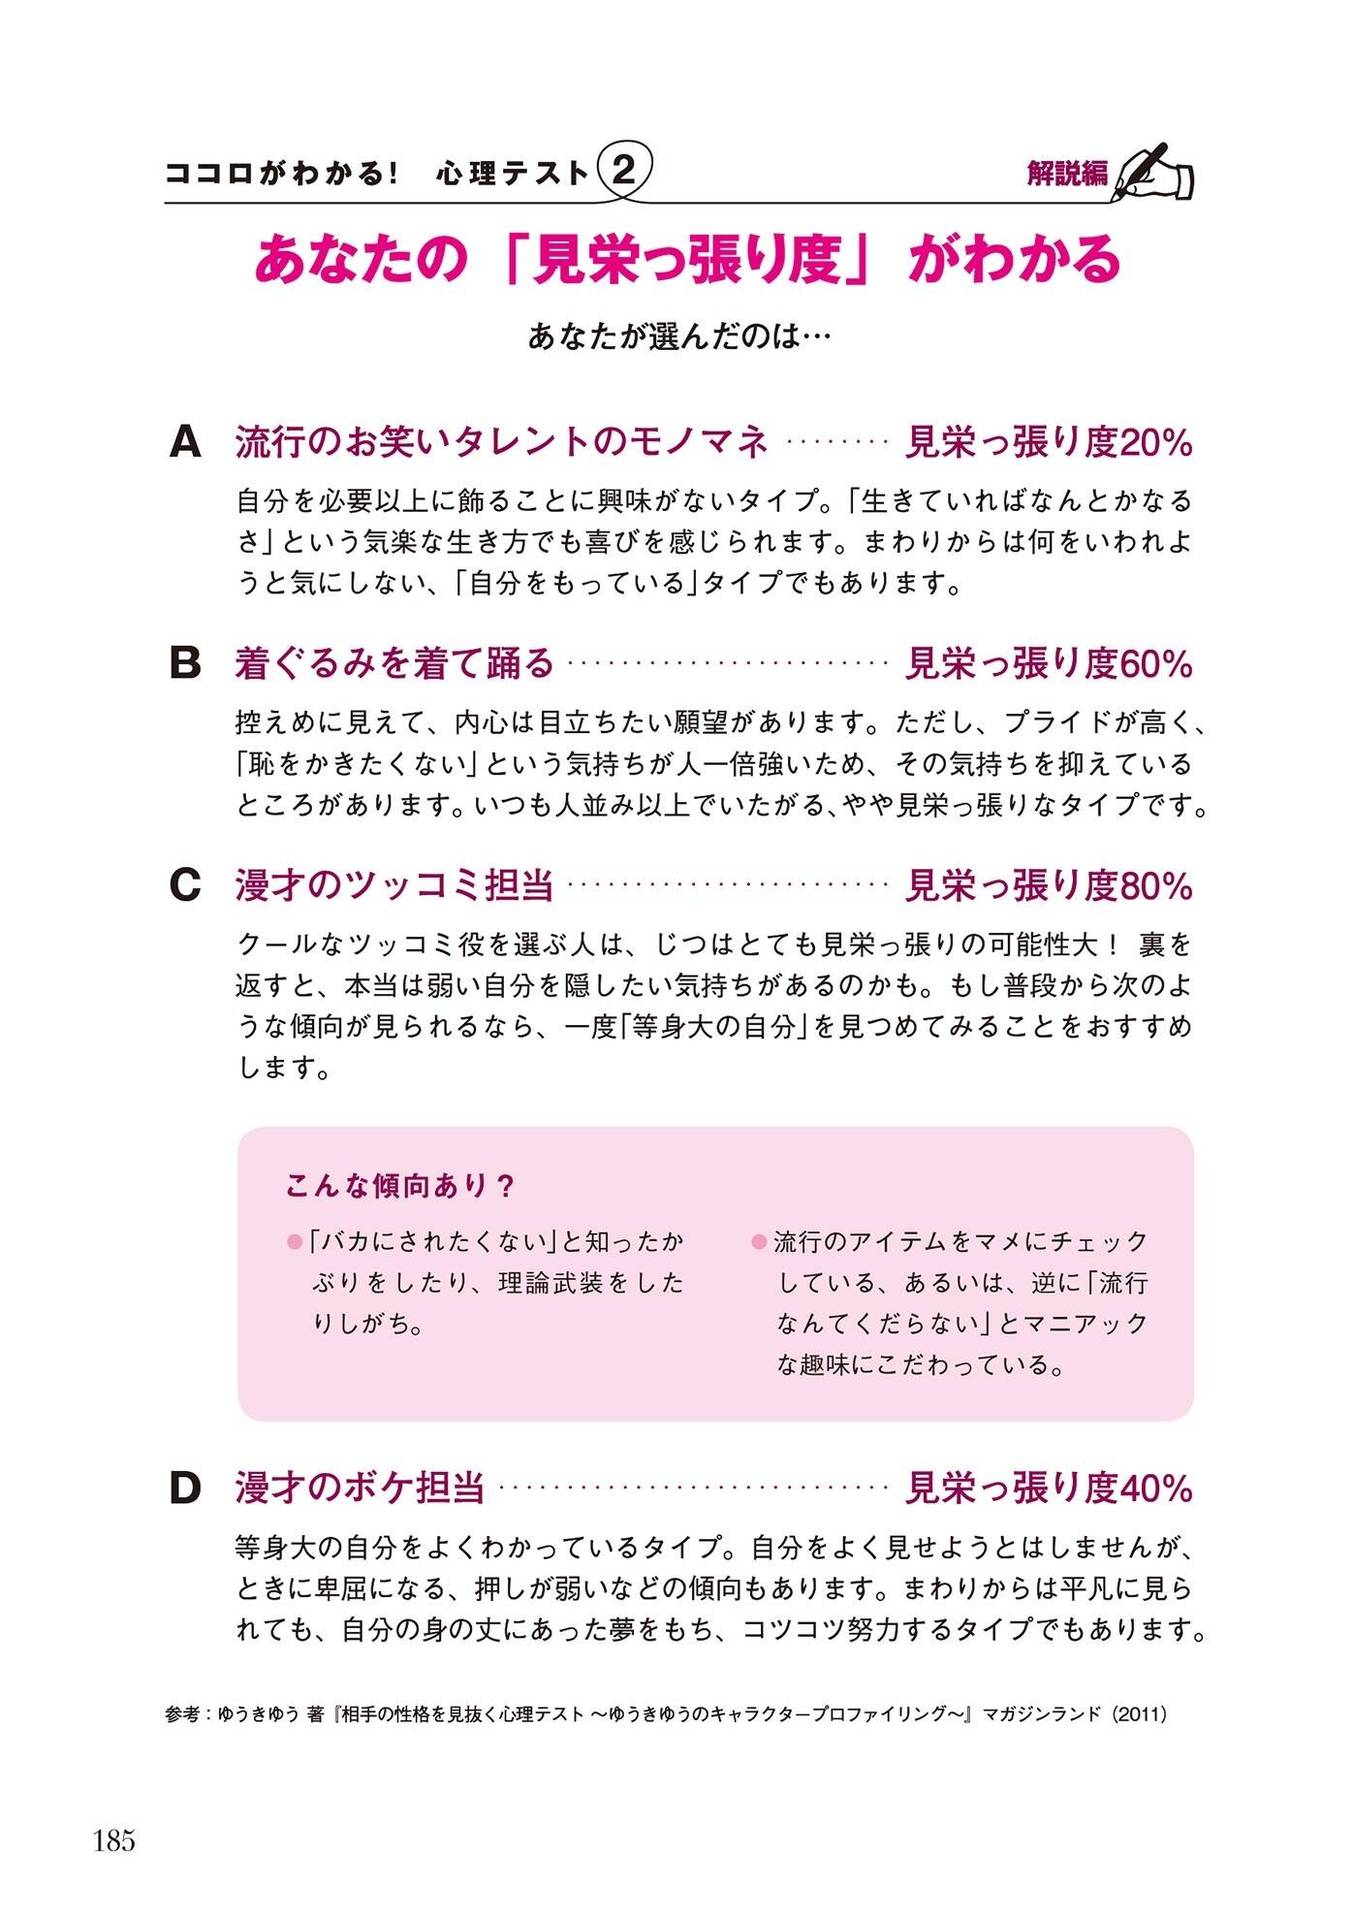 ココロがわかる! 心理テスト 2
解説編
あなたの「見栄っ張り度」がわかる
あなたが選んだのは…
A 流行のお笑いタレントのモノマネ ········ 見栄っ張り度20%
自分を必要以上に飾ることに興味がないタイプ。「生きていればなんとかなる
さ」という気楽な生き方でも喜びを感じられます。まわりからは何をいわれよ
うと気にしない、「自分をもっている」タイプでもあります。
B 着ぐるみを着て踊る ························ 見栄っ張り度60%
控えめに見えて、内心は目立ちたい願望があります。ただし、プライドが高く、
「恥をかきたくない」という気持ちが人一倍強いため、その気持ちを抑えている
ところがあります。いつも人並み以上でいたがる、やや見栄っ張りなタイプです。
C 漫才のツッコミ担当 ························ 見栄っ張り度80%
クールなツッコミ役を選ぶ人は、じつはとても見栄っ張りの可能性大! 裏を
返すと、本当は弱い自分を隠したい気持ちがあるのかも。もし普段から次のよ
うな傾向が見られるなら、一度「等身大の自分」を見つめてみることをおすすめ
します。
こんな傾向あり?
●「バカにされたくない」と知ったか
ぶりをしたり、理論武装をした
りしがち。
●流行のアイテムをマメにチェック
している、あるいは、逆に「流行
なんてくだらない」とマニアック
な趣味にこだわっている。
D 漫才のボケ担当 ····························· 見栄っ張り度40%
等身大の自分をよくわかっているタイプ。自分をよく見せようとはしませんが、
ときに卑屈になる、押しが弱いなどの傾向もあります。まわりからは平凡に見ら
れても、自分の身の丈にあった夢をもち、コツコツ努力するタイプでもあります。
参考:ゆうきゆう 著『相手の性格を見抜く心理テスト ～ゆうきゆうのキャラクタープロファイリング～』マガジンランド(2011)
185